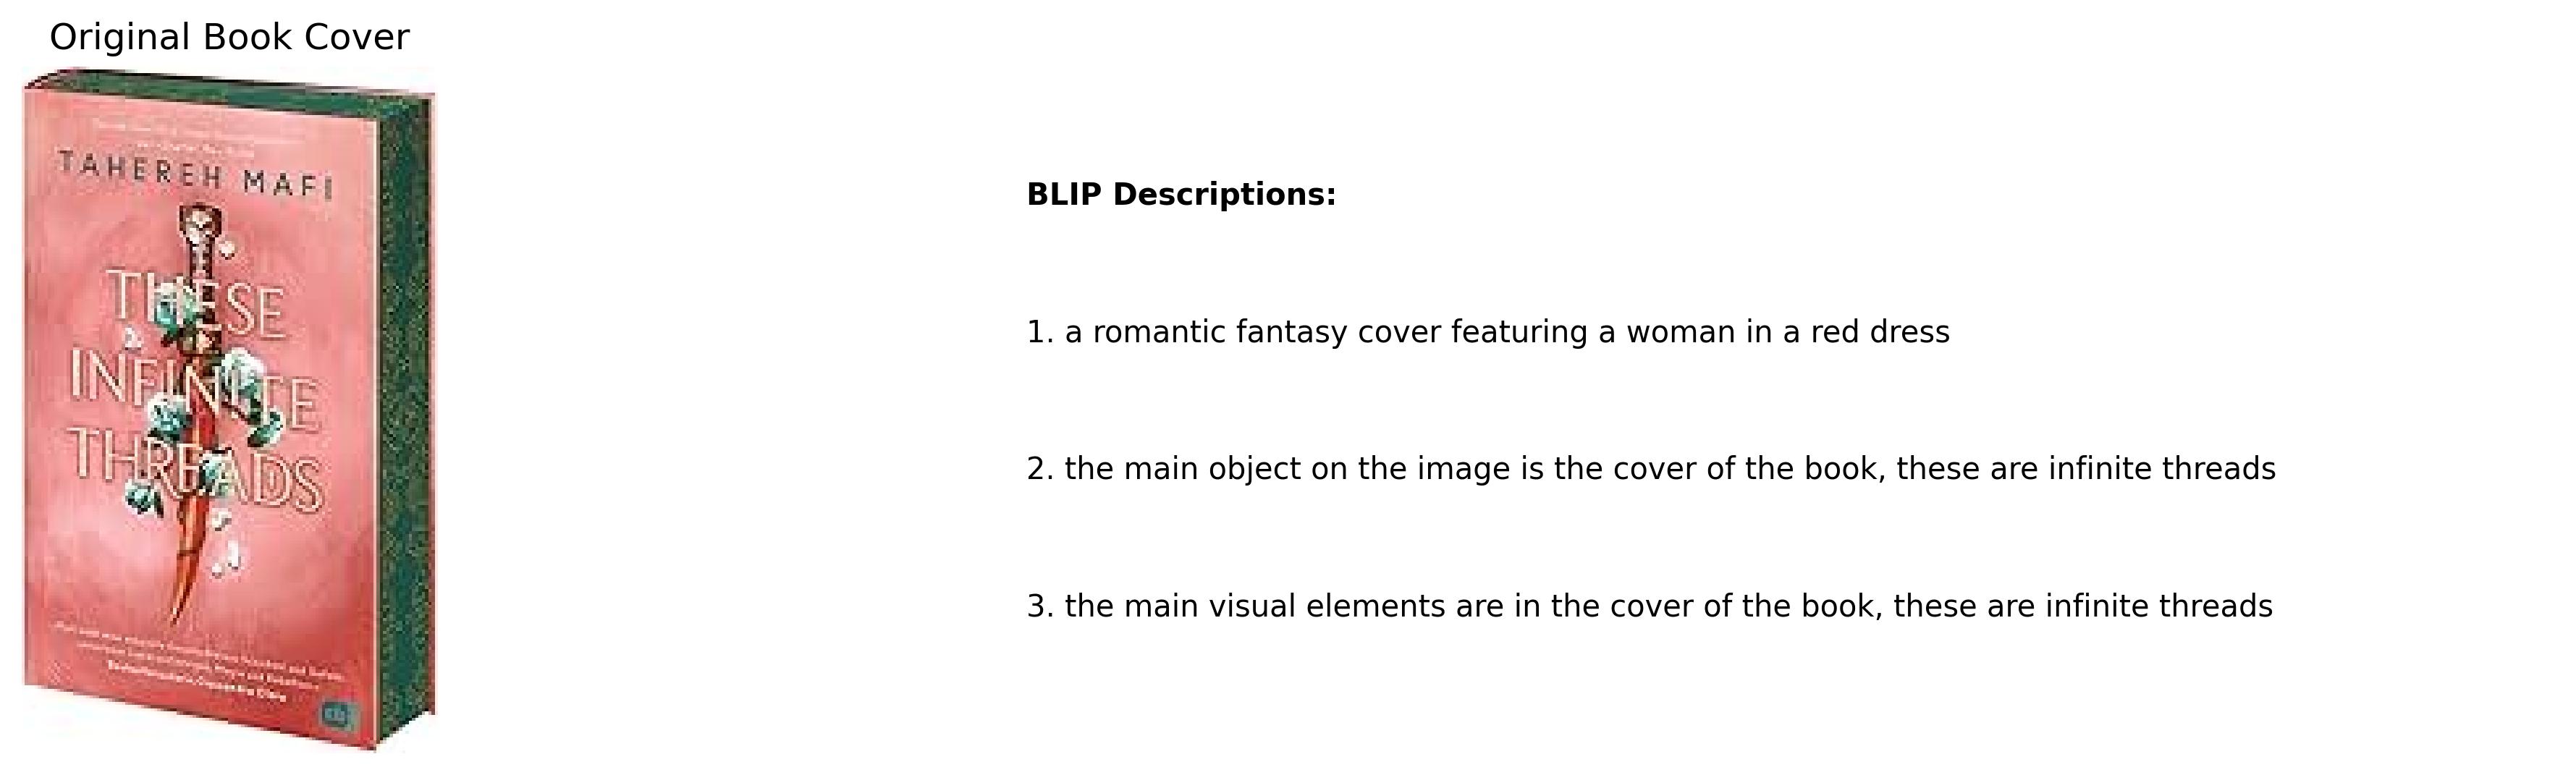 Original Book Cover
TAHEREH MAFI
THESE
INFINITE
THREADS
BLIP Descriptions:
1. a romantic fantasy cover featuring a woman in a red dress
2. the main object on the image is the cover of the book, these are infinite threads
3. the main visual elements are in the cover of the book, these are infinite threads